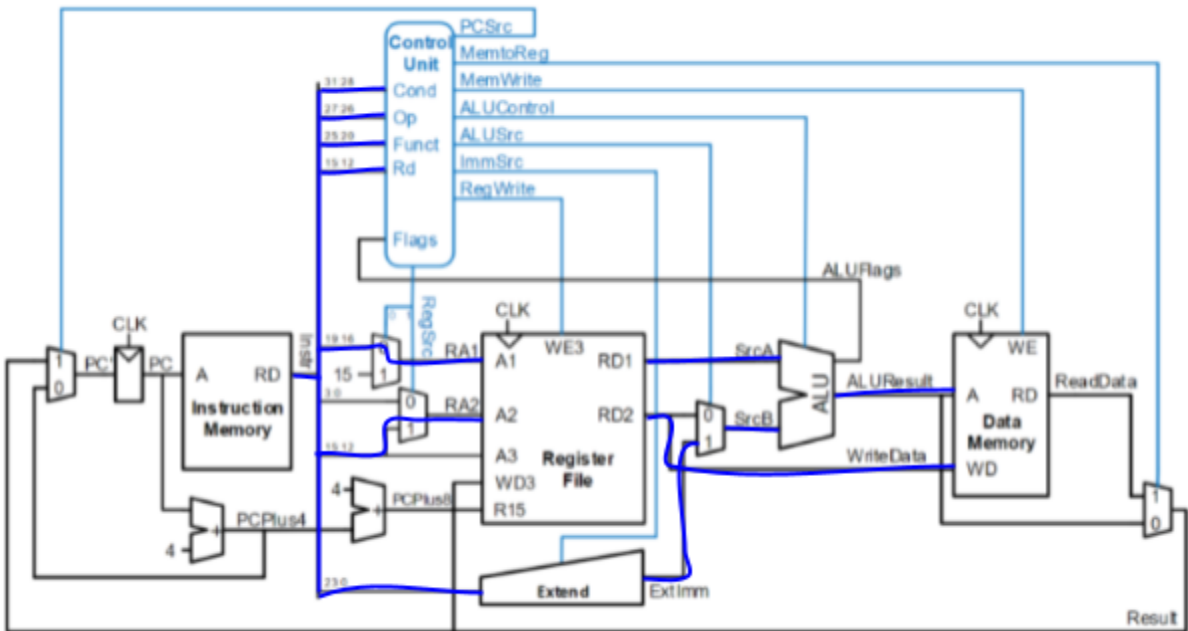 PCSrc
Control
Unit
MemtoReg
MemWrite
31:28
Cond
27:26
Op
ALUControl
25:20
Funct
ALUSrc
15:12
Rd
ImmSrc
RegWrite
Flags
ALUFlags
CLK
CLK
CLK
0 1
RegSrc
Instr
19:16
0
RA1
A1
WE3
RD1
SrcA
WE
1
0
PC'
PC
A
RD
15
1
Instruction
Memory
3:0
0
1
RA2
A2
RD2
0
1
SrcB
ALU
ALUResult
A
RD
ReadData
Data
Memory
15:12
A3
Register
File
WriteData
WD
4
+
PCPlus8
WD3
R15
1
0
4
+
PCPlus4
23:0
Extend
ExtImm
Result